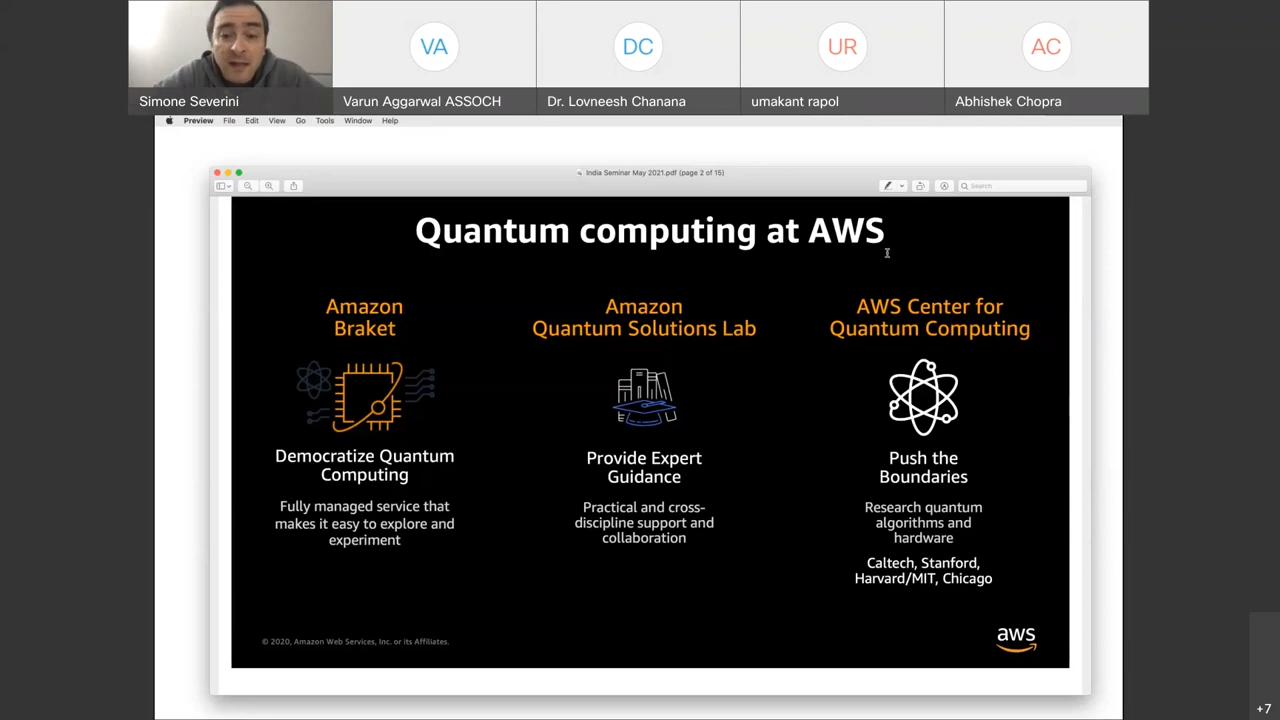 VA
DC
UR
AC
Simone Severini
Varun Aggarwal ASSOCH
Dr. Lovneesh Chanana
umakant rapol
Abhishek Chopra
Preview File Edit View Go Tools Window Help
India Seminar May 2021.pdf (page 2 of 15)
Search
Quantum computing at AWS
Amazon
Braket
Democratize Quantum
Computing
Fully managed service that
makes it easy to explore and
experiment
Amazon
Quantum Solutions Lab
Provide Expert
Guidance
Practical and cross-
discipline support and
collaboration
AWS Center for
Quantum Computing
Push the
Boundaries
Research quantum
algorithms and
hardware
Caltech, Stanford,
Harvard/MIT, Chicago
© 2020, Amazon Web Services, Inc. or its Affiliates.
aws
+7